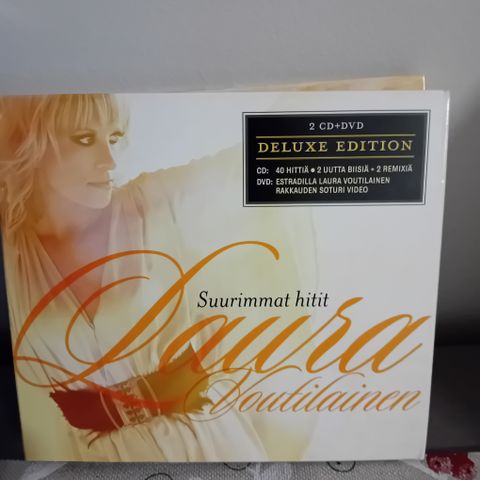 2 CD+DVD
DELUXE EDITION
CD: 40 HITTIÄ ● 2 UUTTA BIISIÄ + 2 REMIXIÄ
DVD: ESTRADILLA LAURA VOUTILAINEN
RAKKAUDEN SOTURI VIDEO
Suurimmat hitit
Laura
Voutilainen